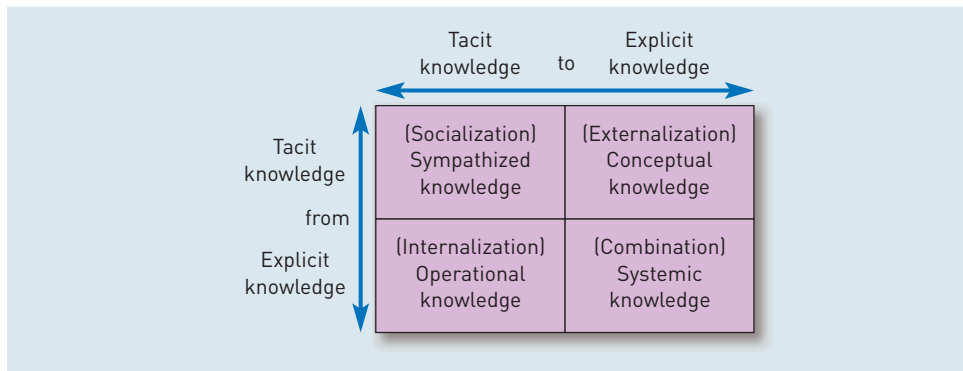 Tacit
knowledge
to
Explicit
knowledge
Tacit
knowledge
from
Explicit
knowledge
(Socialization)
Sympathized
knowledge
(Externalization)
Conceptual
knowledge
(Internalization)
Operational
knowledge
(Combination)
Systemic
knowledge